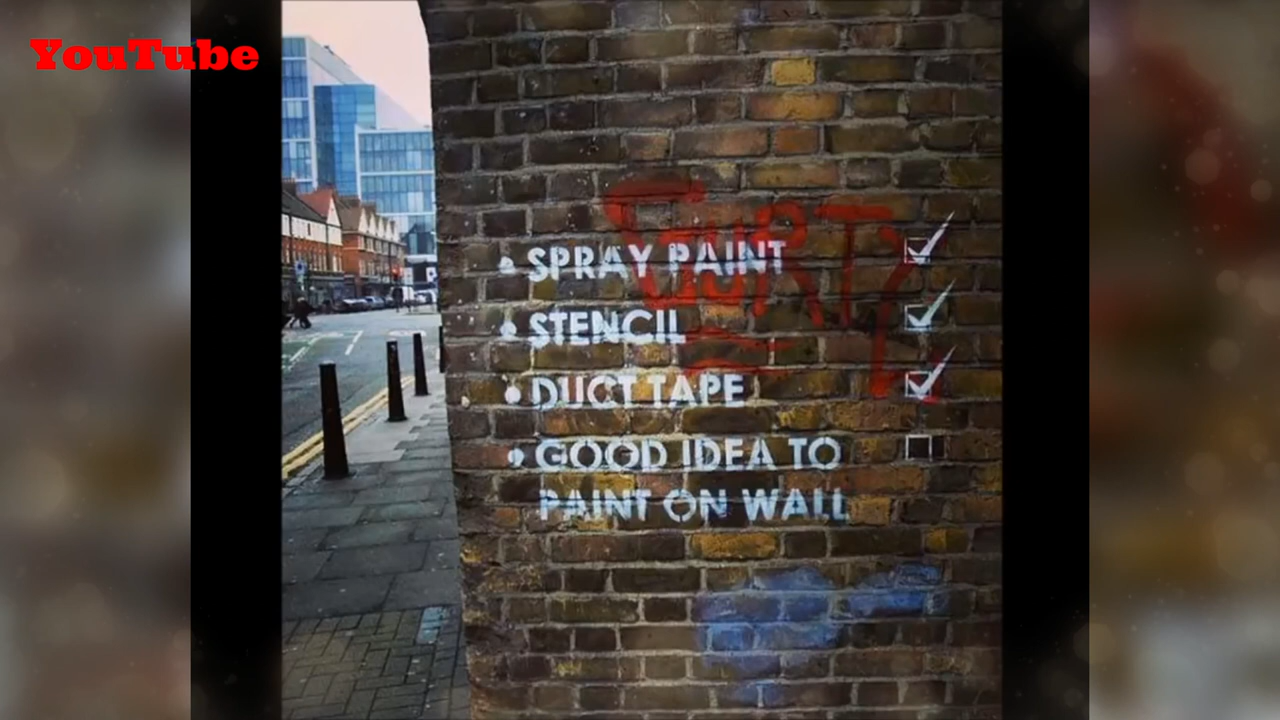 YouTube
• SPRAY PAINT
• STENCIL
• DUCT TAPE
• GOOD IDEA TO
PAINT ON WALL